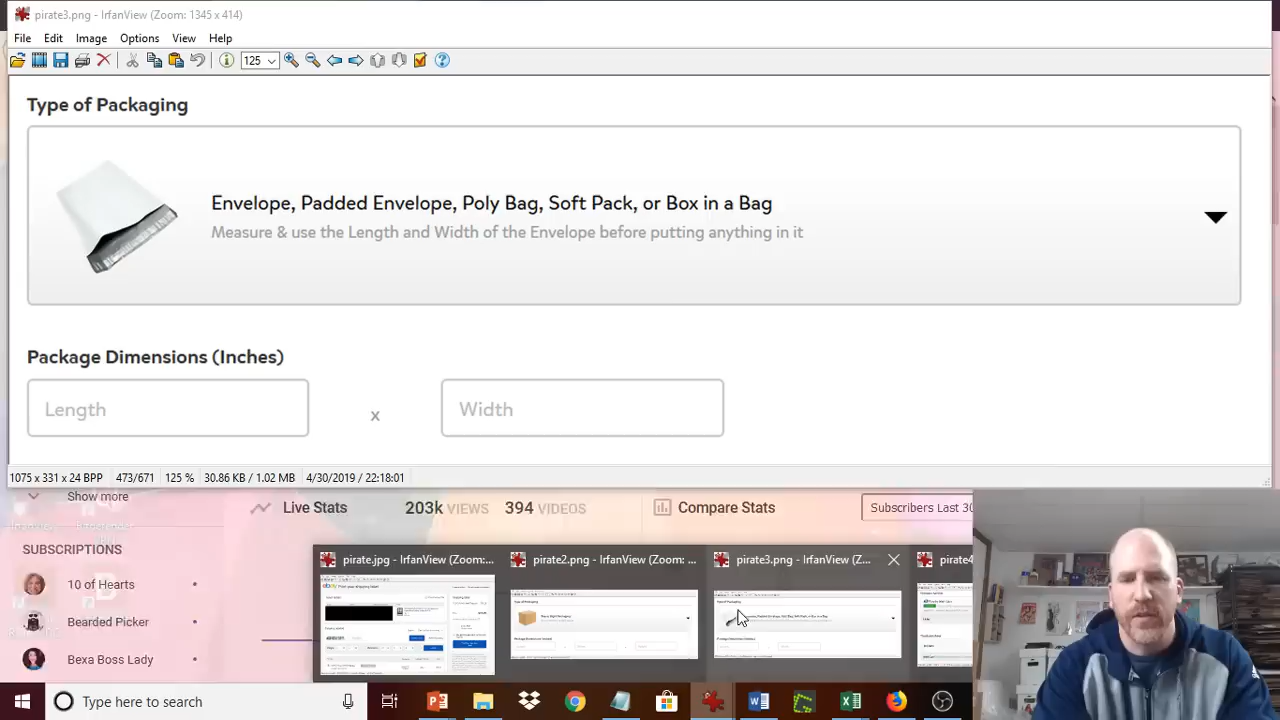 pirate3.png - IrfanView (Zoom: 1345 x 414)
File Edit Image Options View Help
125
Type of Packaging
Envelope, Padded Envelope, Poly Bag, Soft Pack, or Box in a Bag
Measure & use the Length and Width of the Envelope before putting anything in it
Package Dimensions (Inches)
Length x Width
1075 x 331 x 24 BPP 473/671 125 % 30.86 KB / 1.02 MB 4/30/2019 / 22:18:01
Show more
Live Stats 203k VIEWS 394 VIDEOS Compare Stats Subscribers Last 30
SUBSCRIPTIONS
10 of Hearts
Bexa Boss Lady
pirate.jpg - IrfanView (Zoom:...
pirate2.png - IrfanView (Zoom: ...
pirate3.png - IrfanView (Z...
pirate4
ebay
Type here to search